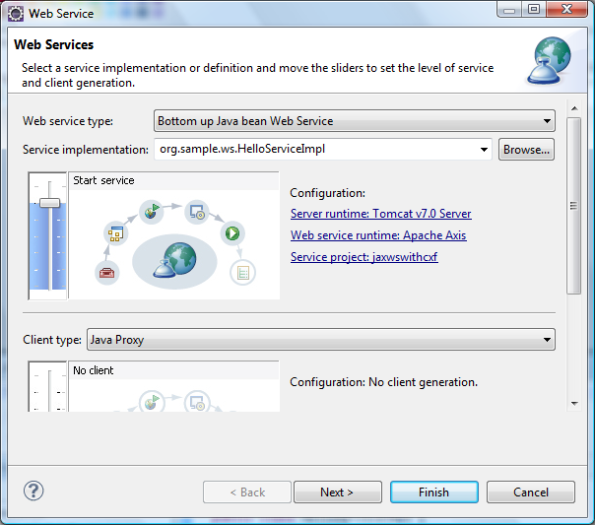 Web Service
Web Services
Select a service implementation or definition and move the sliders to set the level of service
and client generation.
Web service type: Bottom up Java bean Web Service
Service implementation: org.sample.ws.HelloServiceImpl Browse...
Start service
Configuration:
Server runtime: Tomcat v7.0 Server
Web service runtime: Apache Axis
Service project: jaxwswithcxf
Client type: Java Proxy
No client
Configuration: No client generation.
? < Back Next > Finish Cancel